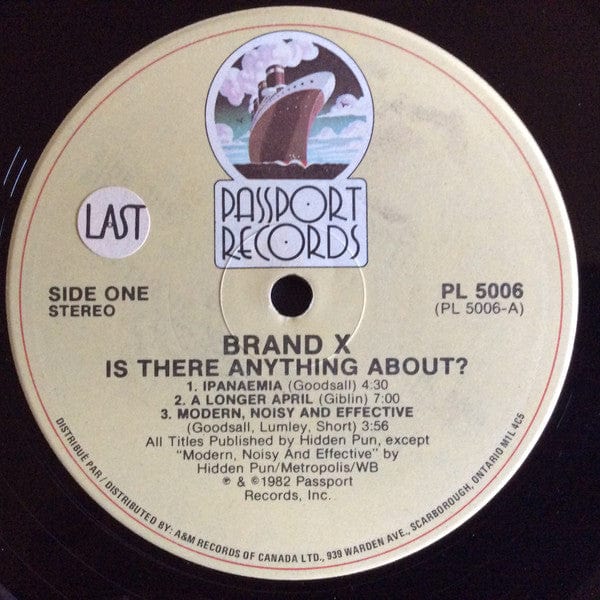 PASSPORT
RECORDS
LAST
SIDE ONE
STEREO
PL 5006
(PL 5006-A)
BRAND X
IS THERE ANYTHING ABOUT?
1. IPANAEMIA (Goodsall) 4:30
2. A LONGER APRIL (Giblin) 7:00
3. MODERN, NOISY AND EFFECTIVE
(Goodsall, Lumley, Short) 3:56
All Titles Published by Hidden Pun, except
"Modern, Noisy And Effective" by
Hidden Pun/Metropolis/WB
℗ & © 1982 Passport
Records, Inc.
DISTRIBUÉ PAR / DISTRIBUTED BY: A&M RECORDS OF CANADA LTD., 939 WARDEN AVE., SCARBOROUGH, ONTARIO M1L 4C5